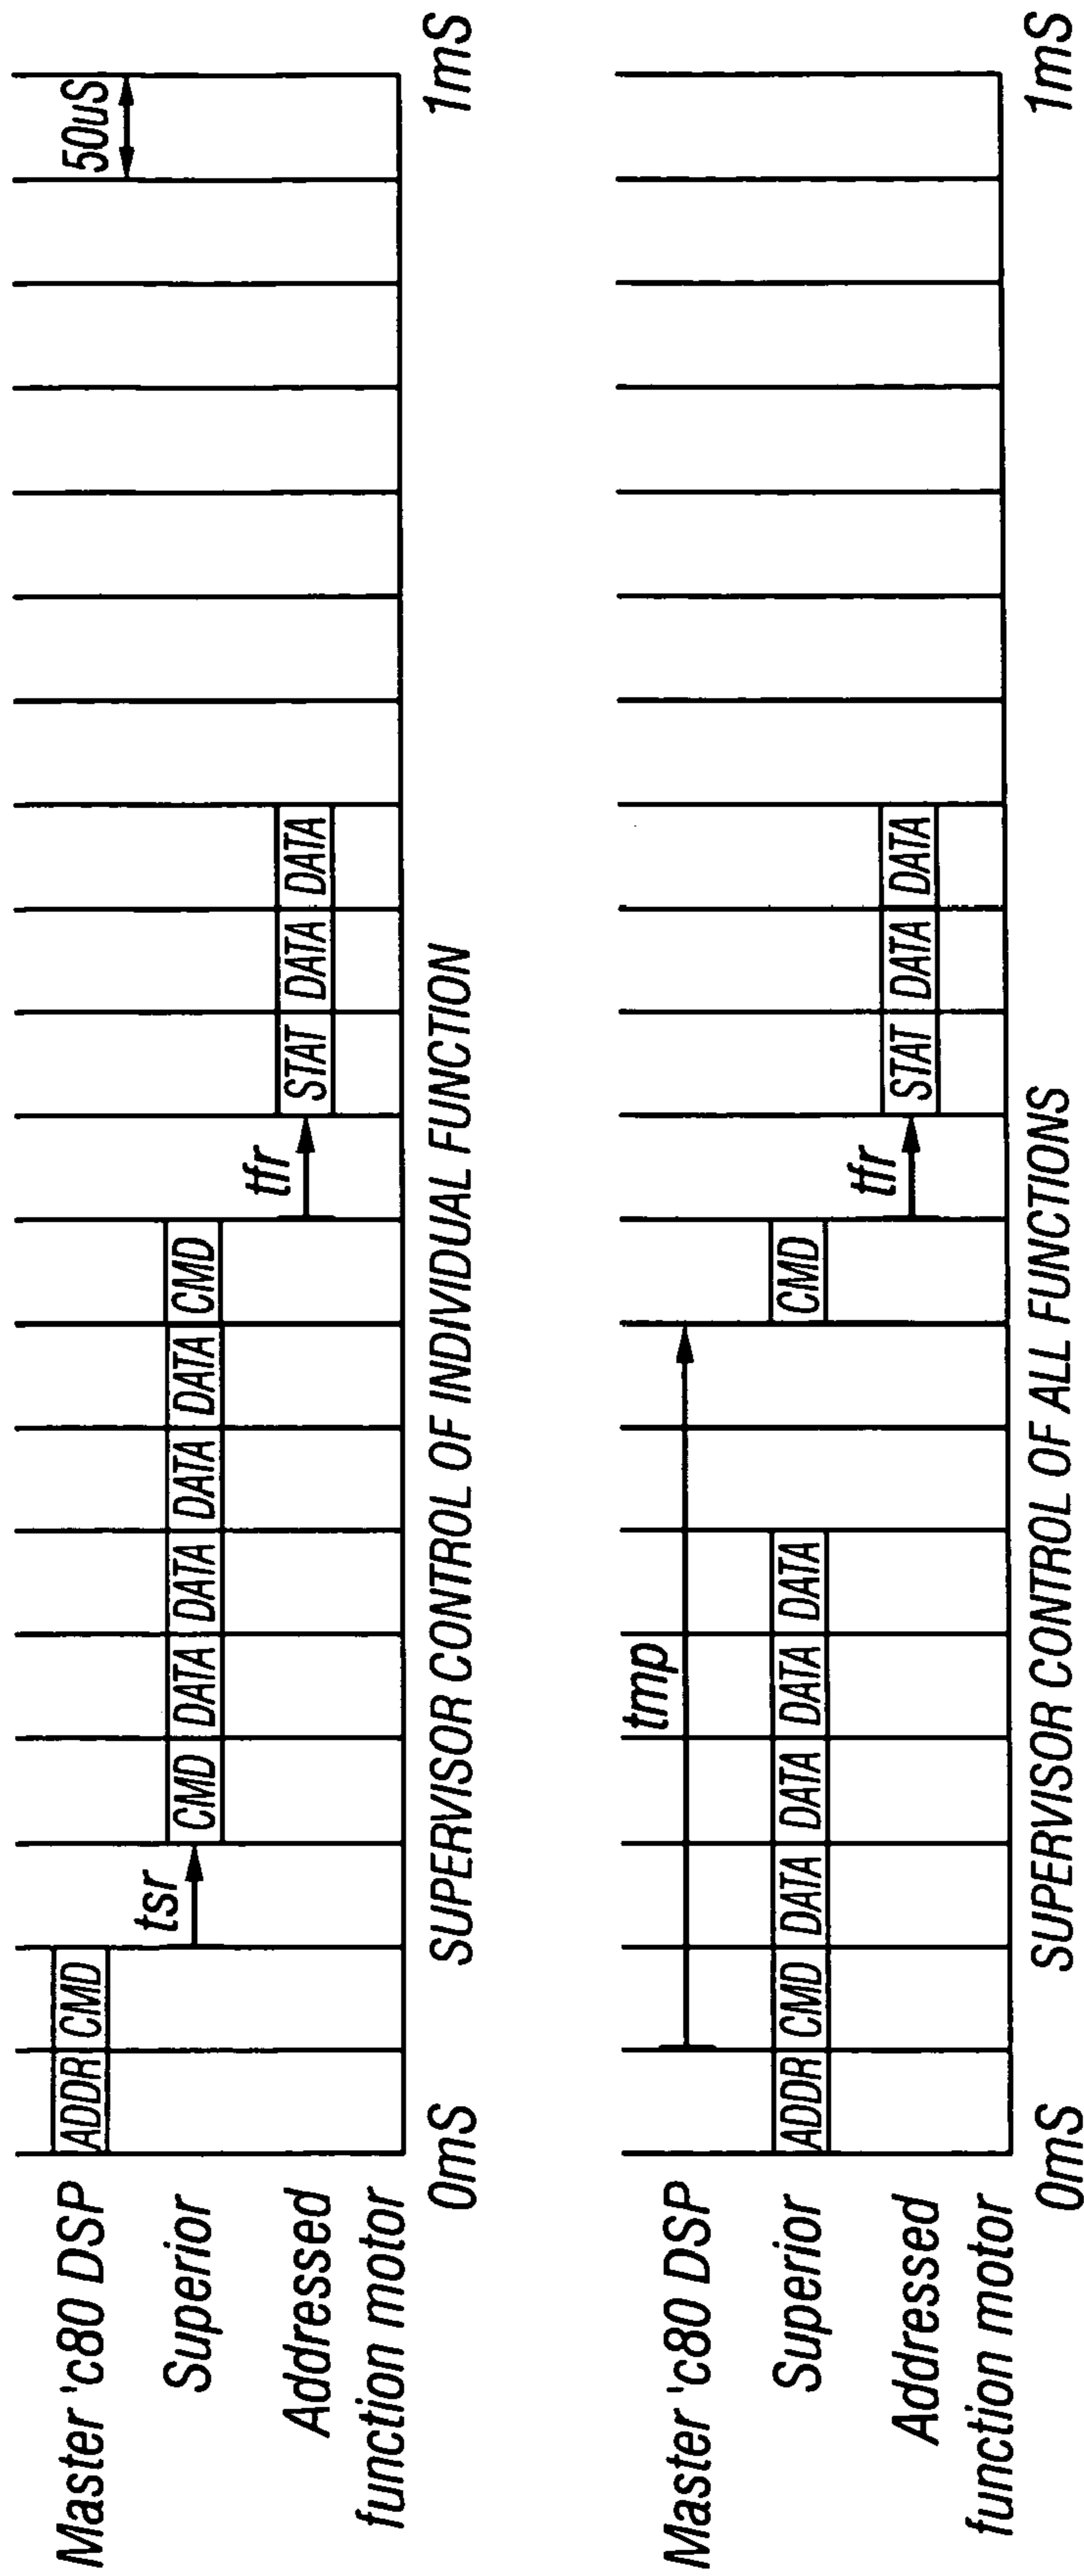 50uS
Master 'c80 DSP
ADDR CMD
tsr
Superior
CMD DATA DATA DATA DATA CMD
tfr
Addressed
function motor
STAT DATA DATA
0mS
1mS
SUPERVISOR CONTROL OF INDIVIDUAL FUNCTION
Master 'c80 DSP
tmp
Superior
ADDR CMD DATA DATA DATA DATA CMD
tfr
Addressed
function motor
STAT DATA DATA
0mS
1mS
SUPERVISOR CONTROL OF ALL FUNCTIONS